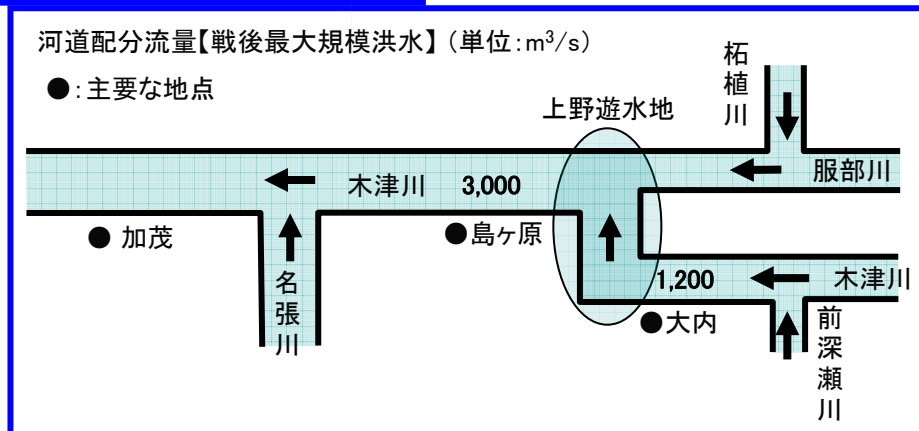 河道配分流量【戦後最大規模洪水】（単位:m³/s）
●:主要な地点
柘植川
上野遊水地
服部川
木津川 3,000
●加茂
●島ヶ原
名張川
1,200
木津川
●大内
前深瀬川